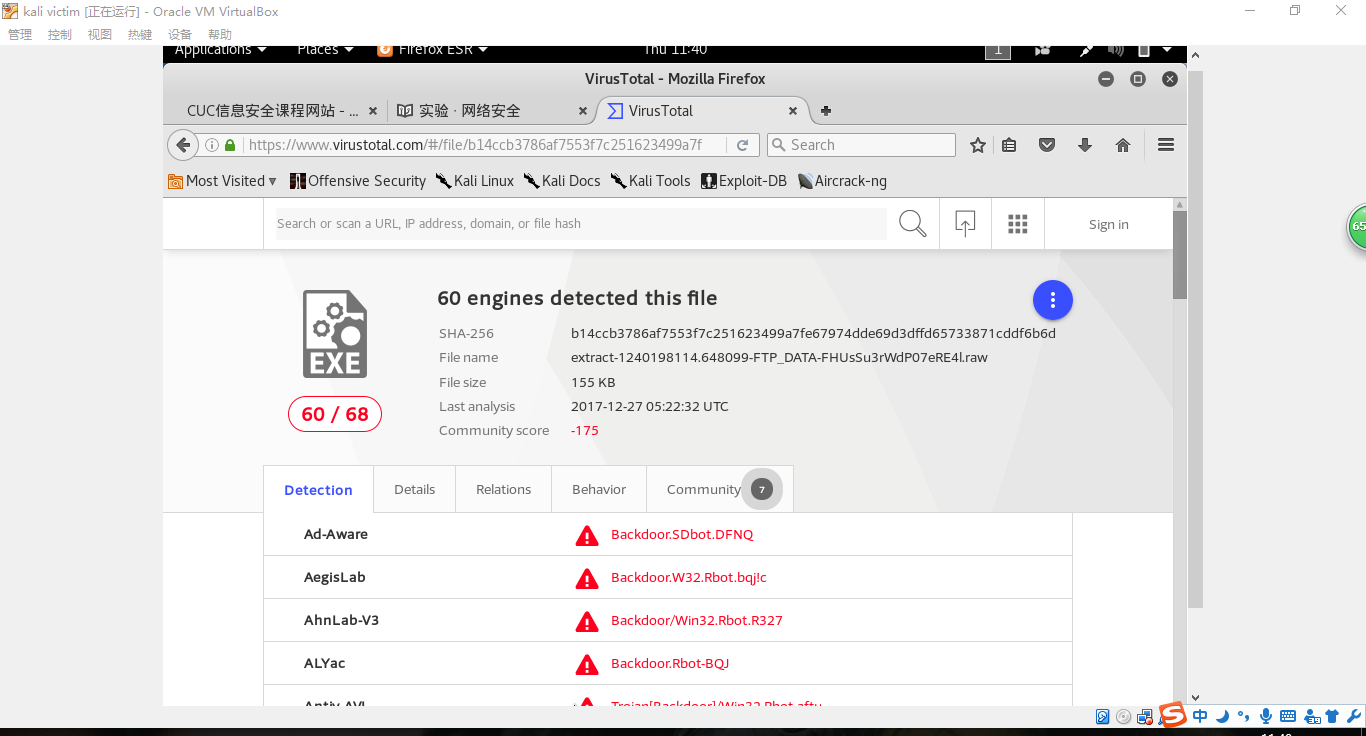 kali victim [正在运行] - Oracle VM VirtualBox
管理 控制 视图 热键 设备 帮助
Applications Places Firefox ESR Thu 11:40 1
VirusTotal - Mozilla Firefox
CUC信息安全课程网站 - ... 实验 · 网络安全 VirusTotal
https://www.virustotal.com/#/file/b14ccb3786af7553f7c251623499a7f Search
Most Visited Offensive Security Kali Linux Kali Docs Kali Tools Exploit-DB Aircrack-ng
Search or scan a URL, IP address, domain, or file hash Sign in
65
60 engines detected this file
EXE
SHA-256 b14ccb3786af7553f7c251623499a7fe67974dde69d3dffd65733871cddf6b6d
File name extract-1240198114.648099-FTP_DATA-FHUsSu3rWdP07eRE4l.raw
File size 155 KB
60 / 68
Last analysis 2017-12-27 05:22:32 UTC
Community score -175
Detection Details Relations Behavior Community 7
Ad-Aware Backdoor.SDbot.DFNQ
AegisLab Backdoor.W32.Rbot.bqj!c
AhnLab-V3 Backdoor/Win32.Rbot.R327
ALYac Backdoor.Rbot-BQJ
Antiy-AVL Trojan[Backdoor]/Win32.Rbot.aftu
中